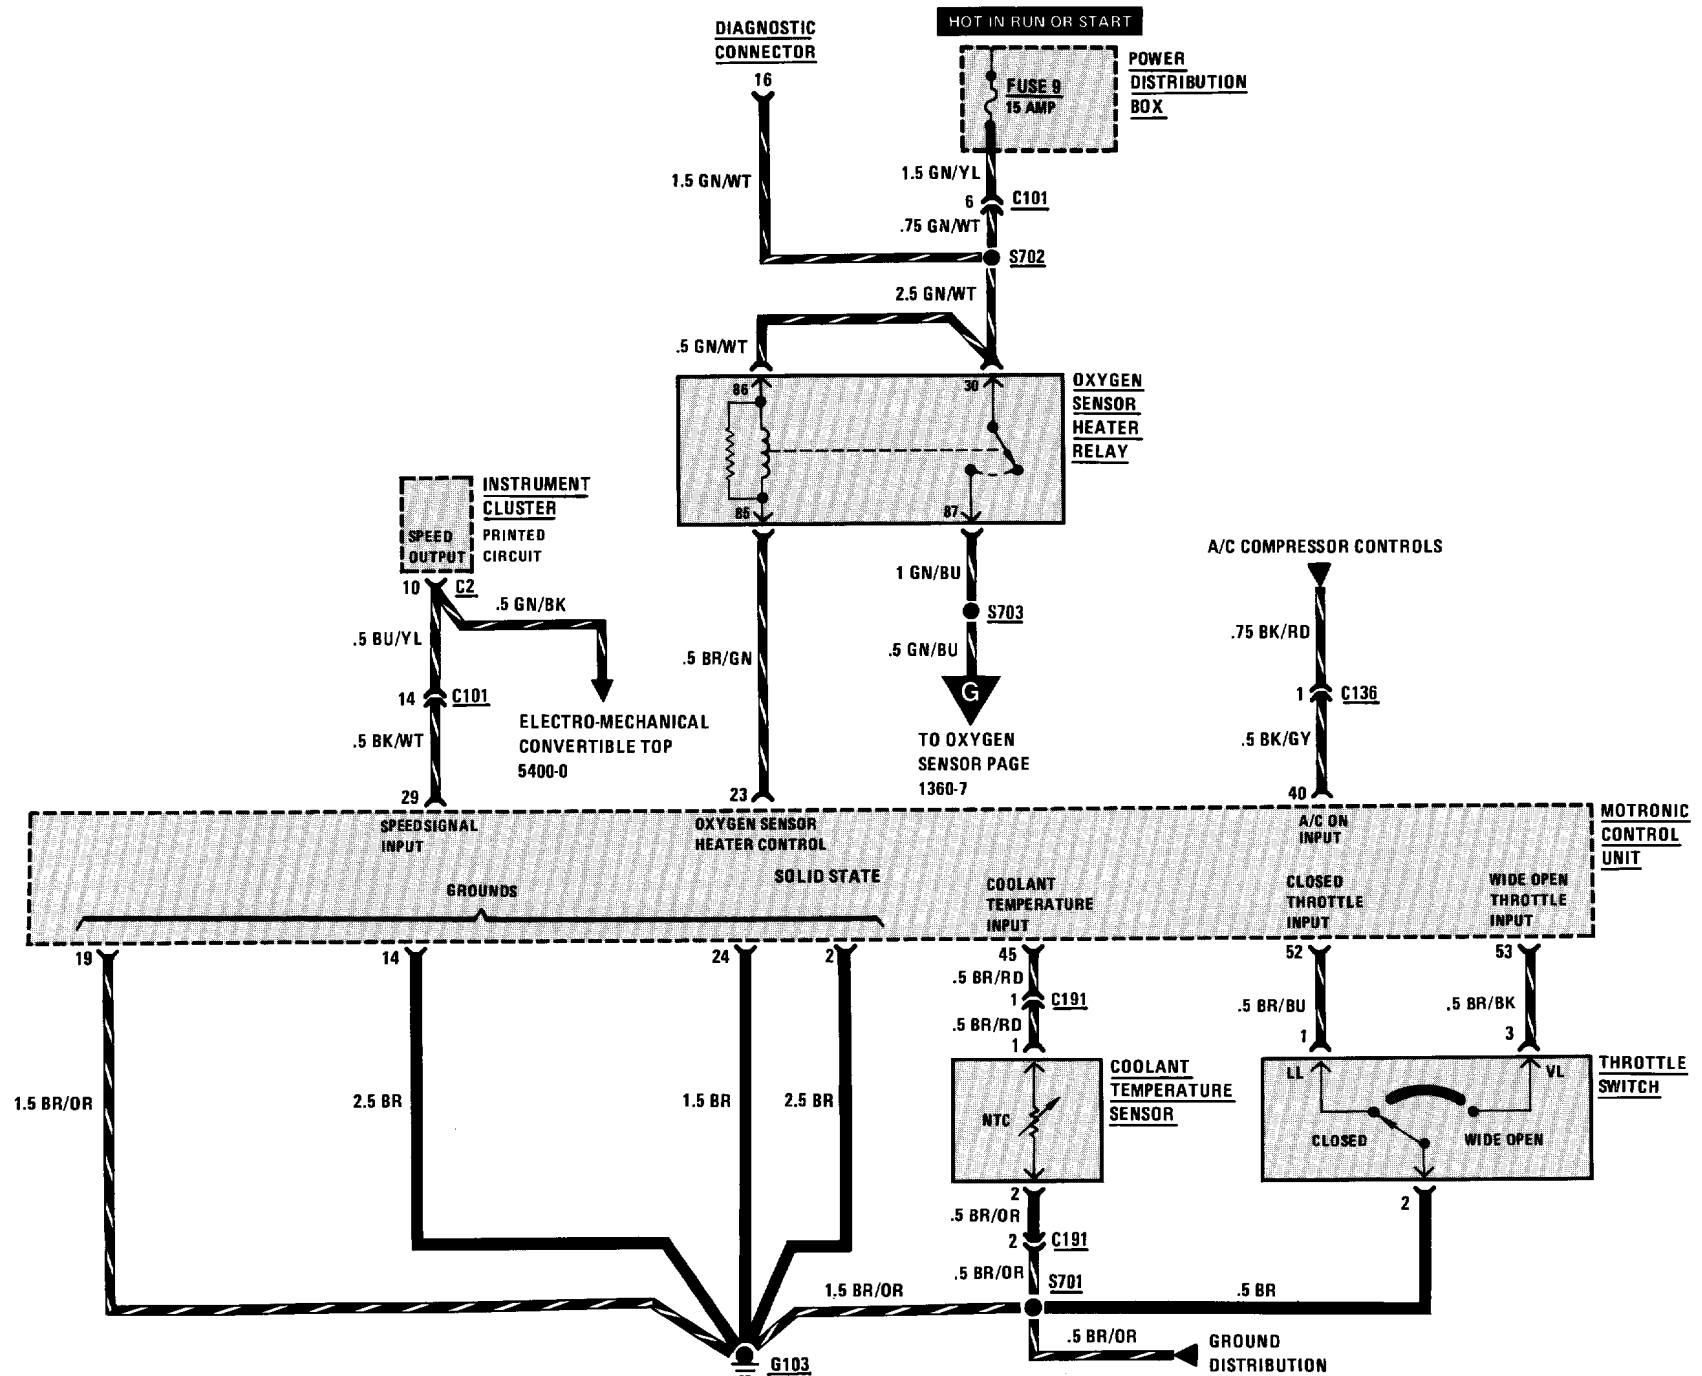 HOT IN RUN OR START
DIAGNOSTIC
CONNECTOR
16
FUSE 9
15 AMP
POWER
DISTRIBUTION
BOX
1.5 GN/WT
1.5 GN/YL
6
C101
.75 GN/WT
S702
2.5 GN/WT
.5 GN/WT
86
30
OXYGEN
SENSOR
HEATER
RELAY
85
87
INSTRUMENT
CLUSTER
SPEED
OUTPUT
PRINTED
CIRCUIT
10
C2
.5 GN/BK
.5 BU/YL
14
C101
.5 BK/WT
ELECTRO-MECHANICAL
CONVERTIBLE TOP
5400-0
.5 BR/GN
1 GN/BU
S703
.5 GN/BU
G
TO OXYGEN
SENSOR PAGE
1360-7
A/C COMPRESSOR CONTROLS
.75 BK/RD
1
C136
.5 BK/GY
29
23
40
SPEED SIGNAL
INPUT
OXYGEN SENSOR
HEATER CONTROL
A/C ON
INPUT
MOTRONIC
CONTROL
UNIT
SOLID STATE
GROUNDS
COOLANT
TEMPERATURE
INPUT
CLOSED
THROTTLE
INPUT
WIDE OPEN
THROTTLE
INPUT
19
14
24
2
45
52
53
.5 BR/RD
1
C191
.5 BR/RD
1
.5 BR/BU
1
.5 BR/BK
3
1.5 BR/OR
2.5 BR
1.5 BR
2.5 BR
NTC
COOLANT
TEMPERATURE
SENSOR
LL
VL
CLOSED
WIDE OPEN
THROTTLE
SWITCH
2
.5 BR/OR
2
C191
.5 BR/OR
S701
2
1.5 BR/OR
.5 BR
.5 BR/OR
GROUND
DISTRIBUTION
G103